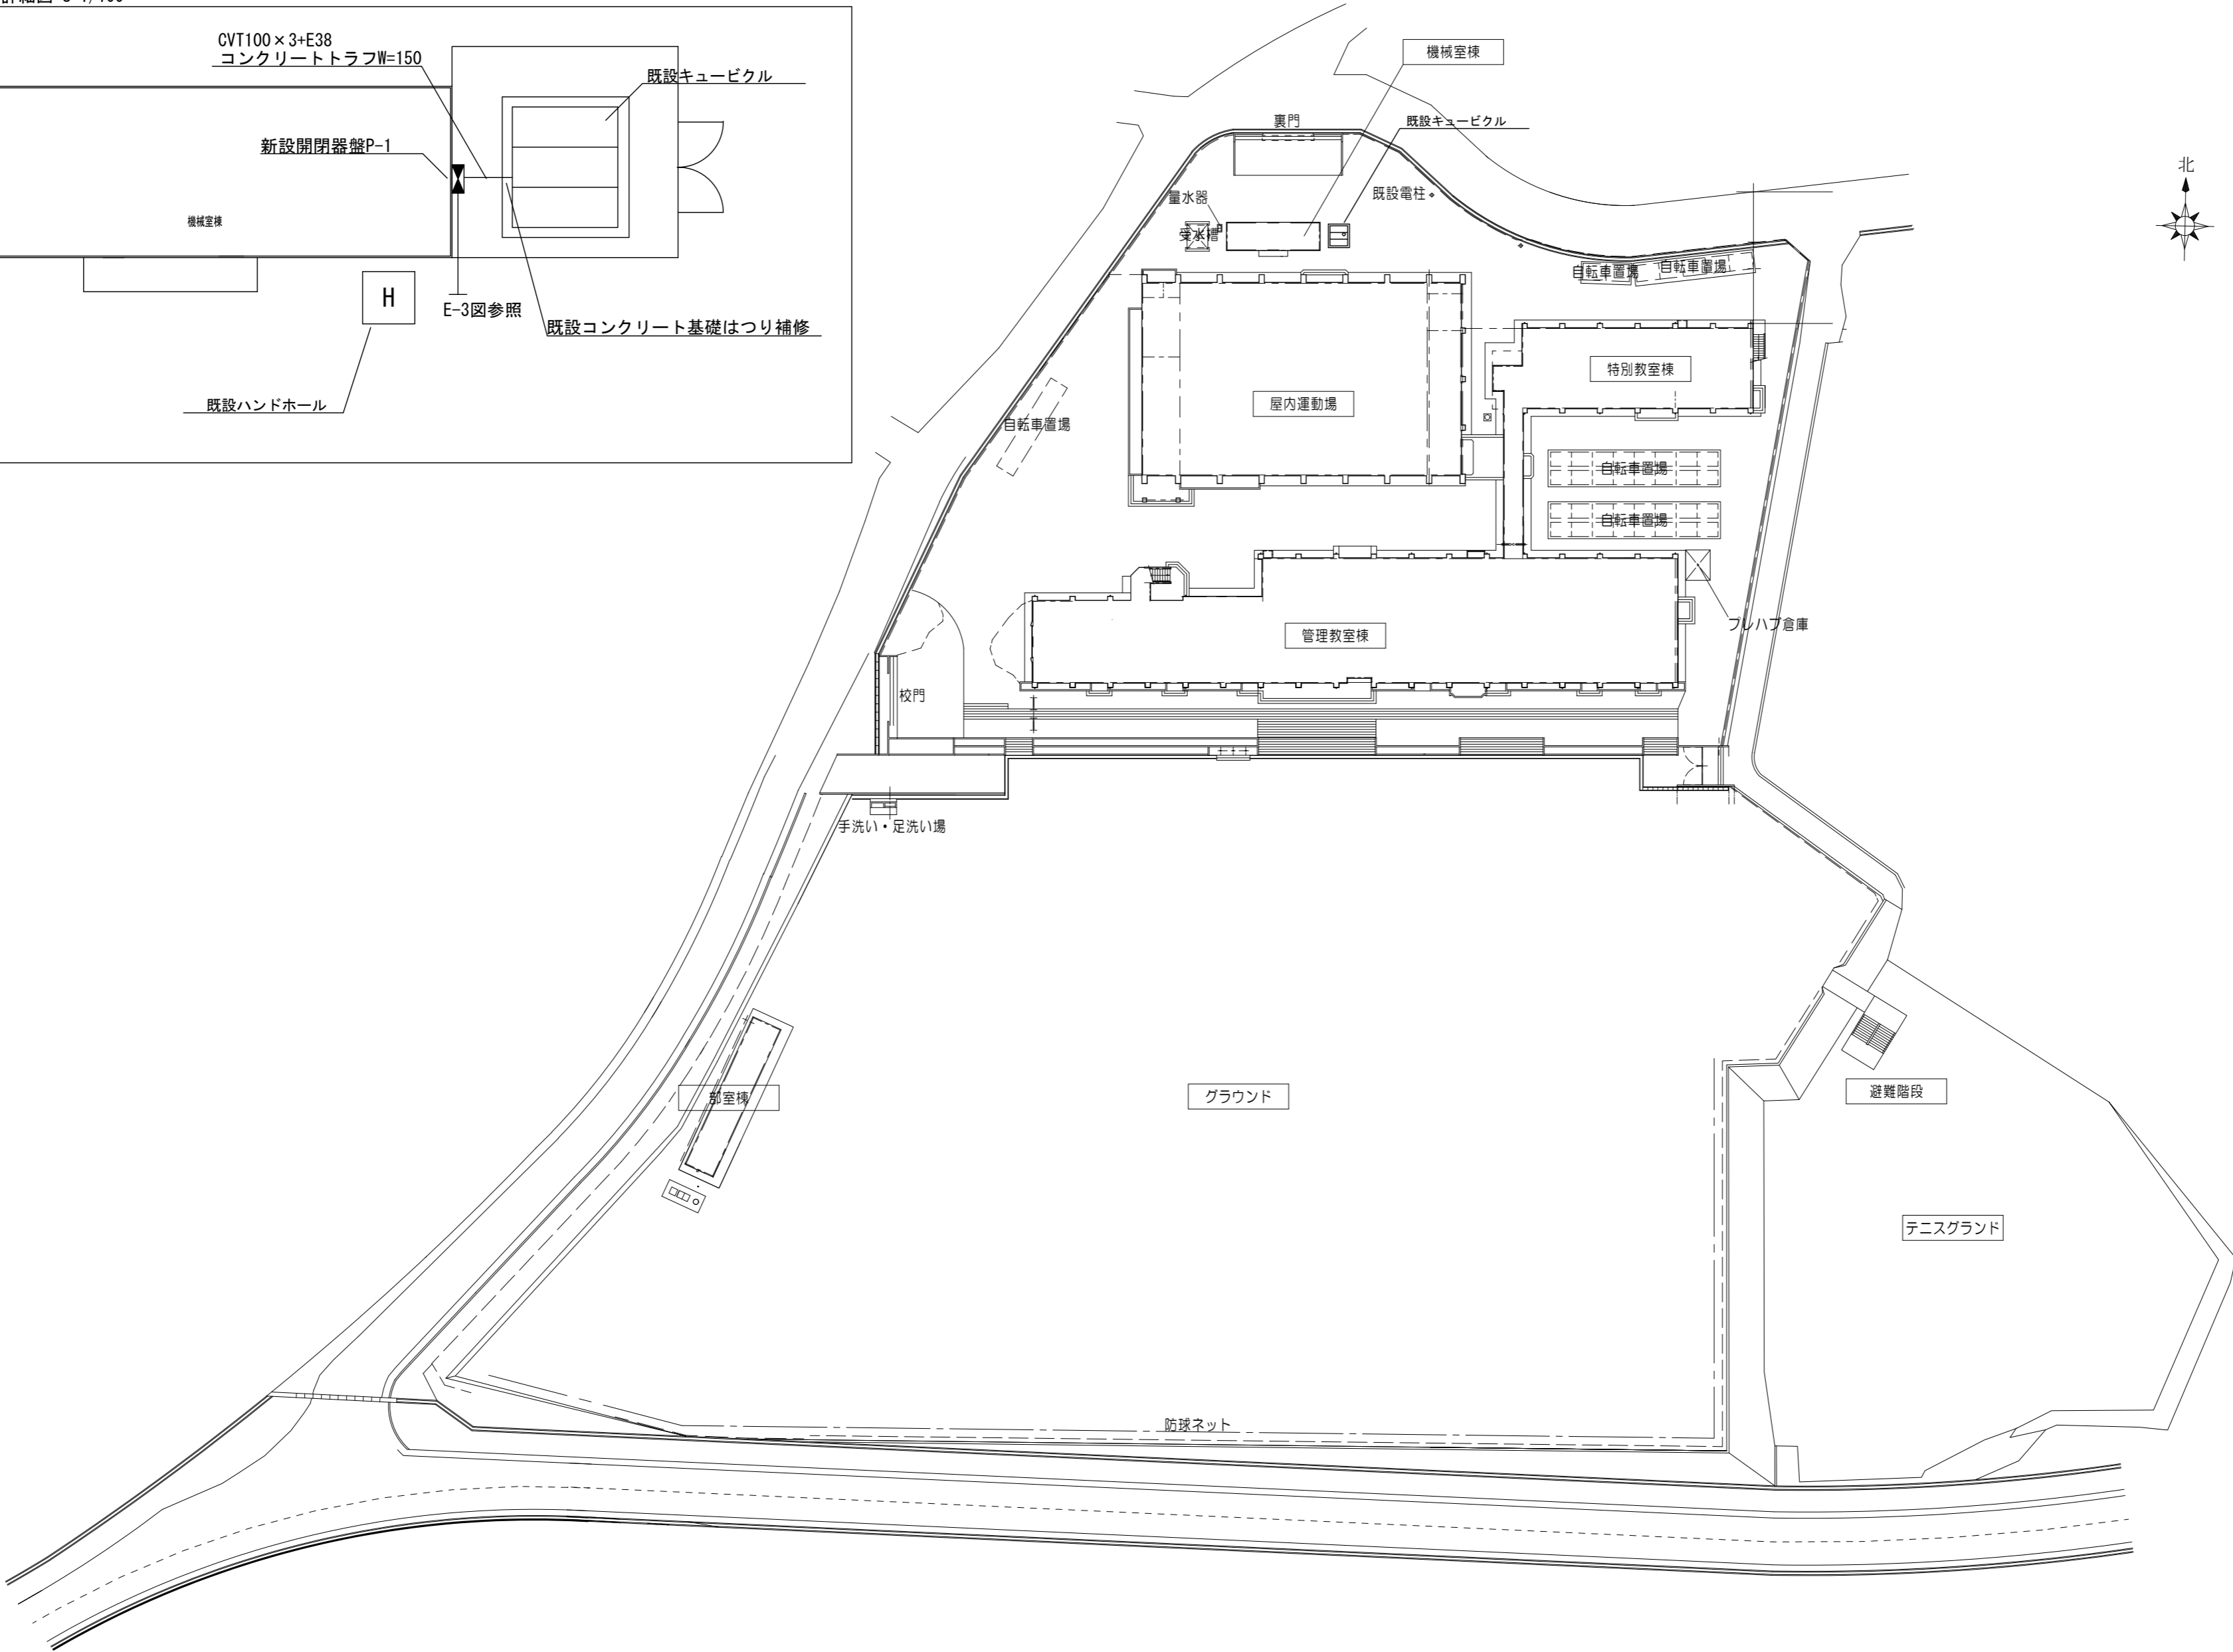 CVT100×3+E38
コンクリートトラフW=150
既設キュービクル
新設開閉器盤P-1
機械室棟
H
E-3図参照
既設コンクリート基礎はつり補修
既設ハンドホール
機械室棟
裏門
既設キュービクル
北
量水器
既設電柱
受水槽
自転車置場
自転車置場
特別教室棟
屋内運動場
自転車置場
自転車置場
自転車置場
プレハブ倉庫
管理教室棟
校門
手洗い・足洗い場
部室棟
グラウンド
避難階段
テニスグランド
防球ネット